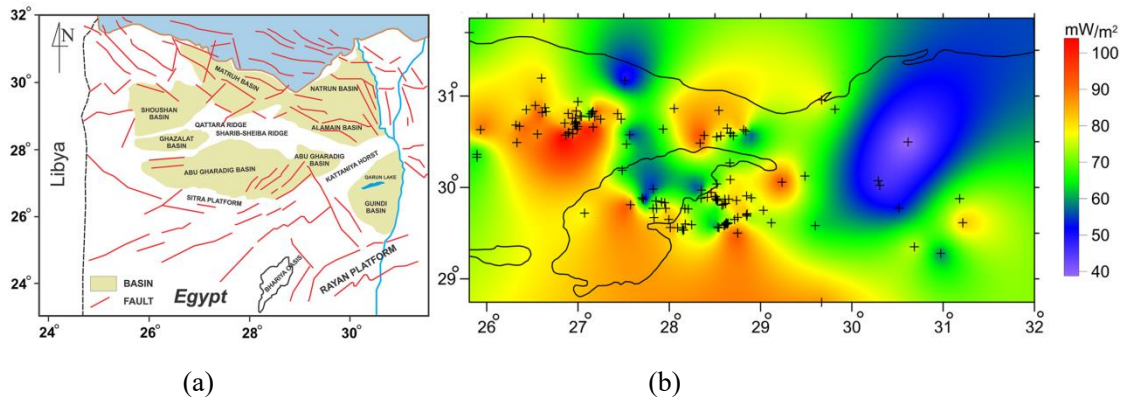 32°
N
30°
28°
26°
24°
Libya
MATRUH BASIN
NATRUN BASIN
SHOUSHAN
BASIN
QATTARA RIDGE
SHARIB-SHEIBA RIDGE
ALAMAIN BASIN
GHAZALAT
BASIN
ABU GHARADIG
BASIN
KATTANIYA HORST
ABU GHARADIG BASIN
QARUN LAKE
SITRA PLATFORM
GUINDI
BASIN
BHARIYA OASIS
RAYAN PLATFORM
BASIN
FAULT
Egypt
24° 26° 28° 30°
31°
30°
29°
26° 27° 28° 29° 30° 31° 32
mW/m²
100
90
80
70
60
50
40
(a) (b)